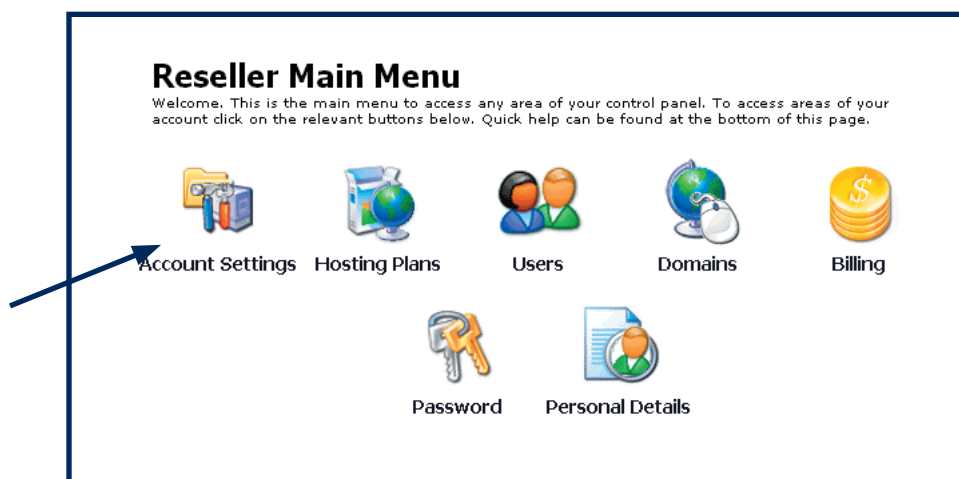 Reseller Main Menu
Welcome. This is the main menu to access any area of your control panel. To access areas of your
account click on the relevant buttons below. Quick help can be found at the bottom of this page.
Account Settings Hosting Plans Users Domains Billing
Password Personal Details